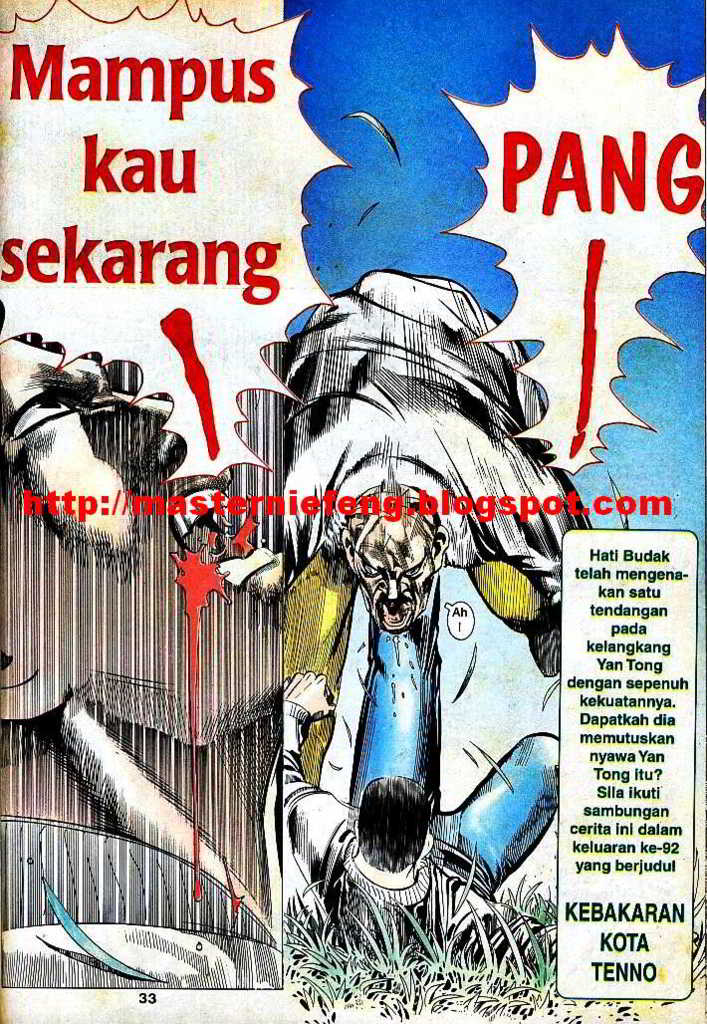 Mampus
kau
sekarang
!
PANG
!
http://masterniefeng.blogspot.com
Ah
!
Hati Budak
telah mengena-
kan satu
tendangan
pada
kelangkang
Yan Tong
dengan sepenuh
kekuatannya.
Dapatkah dia
memutuskan
nyawa Yan
Tong itu?
Sila ikuti
sambungan
cerita ini dalam
keluaran ke-92
yang berjudul
KEBAKARAN
KOTA
TENNO
33